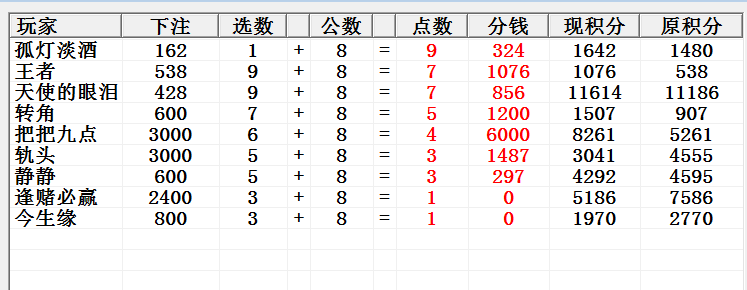 玩家 下注 选数 公数 点数 分钱 现积分 原积分
孤灯淡酒 162 1 + 8 = 9 324 1642 1480
王者 538 9 + 8 = 7 1076 1076 538
天使的眼泪 428 9 + 8 = 7 856 11614 11186
转角 600 7 + 8 = 5 1200 1507 907
把把九点 3000 6 + 8 = 4 6000 8261 5261
轨头 3000 5 + 8 = 3 1487 3041 4555
静静 600 5 + 8 = 3 297 4292 4595
逢赌必赢 2400 3 + 8 = 1 0 5186 7586
今生缘 800 3 + 8 = 1 0 1970 2770